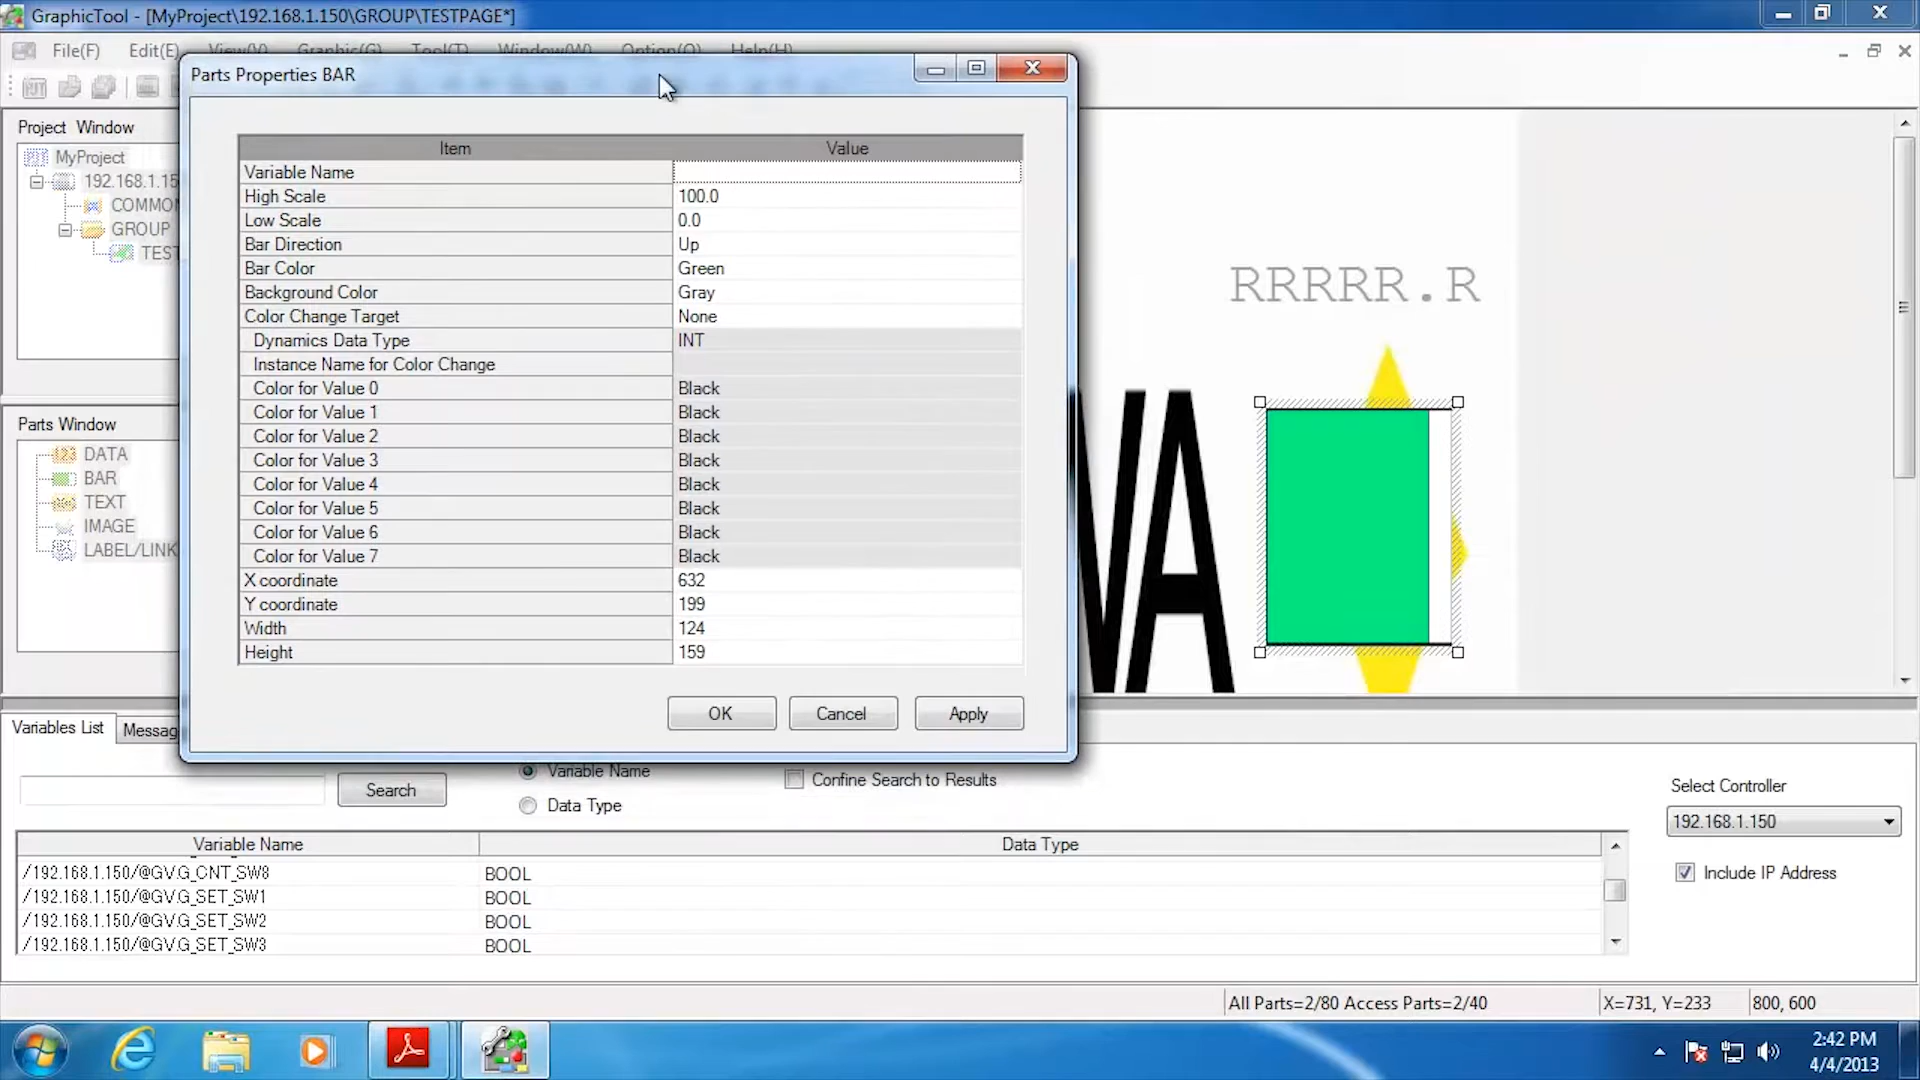 GraphicTool - [MyProject\192.168.1.150\GROUP\TESTPAGE*]
File(F) Edit(E) View(V) Graphic(G) Tool(T) Window(W) Option(O) Help(H)
Parts Properties BAR
Project Window
MyProject
192.168.1.15
COMMON
GROUP
TEST
Parts Window
DATA
BAR
TEXT
IMAGE
LABEL/LINK
Item Value
Variable Name
High Scale 100.0
Low Scale 0.0
Bar Direction Up
Bar Color Green
Background Color Gray
Color Change Target None
Dynamics Data Type INT
Instance Name for Color Change
Color for Value 0 Black
Color for Value 1 Black
Color for Value 2 Black
Color for Value 3 Black
Color for Value 4 Black
Color for Value 5 Black
Color for Value 6 Black
Color for Value 7 Black
X coordinate 632
Y coordinate 199
Width 124
Height 159
OK Cancel Apply
RRRRR.R
WA
Variables List Messag
Search
Variable Name
Data Type
Confine Search to Results
Select Controller
192.168.1.150
Include IP Address
Variable Name Data Type
/192.168.1.150/@GV.G_CNT_SW8 BOOL
/192.168.1.150/@GV.G_SET_SW1 BOOL
/192.168.1.150/@GV.G_SET_SW2 BOOL
/192.168.1.150/@GV.G_SET_SW3 BOOL
All Parts=2/80 Access Parts=2/40 X=731, Y=233 800, 600
2:42 PM
4/4/2013